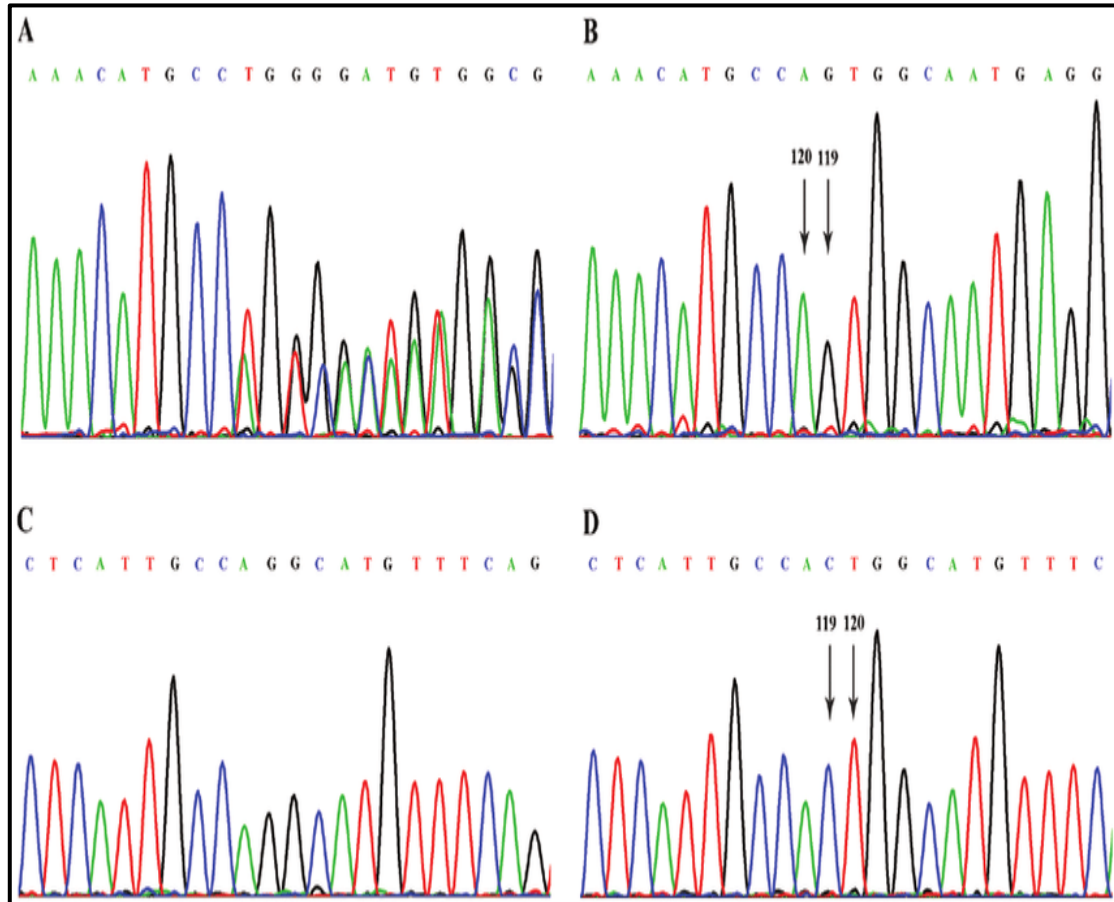 A
B
A A A C A T G C C T G G G G A T G T G G C G
A A A C A T G C C A G T G G C A A T G A G G
120 119
C
D
C T C A T T G C C A G G C A T G T T T C A G
C T C A T T G C C A C T G G C A T G T T T C
119 120